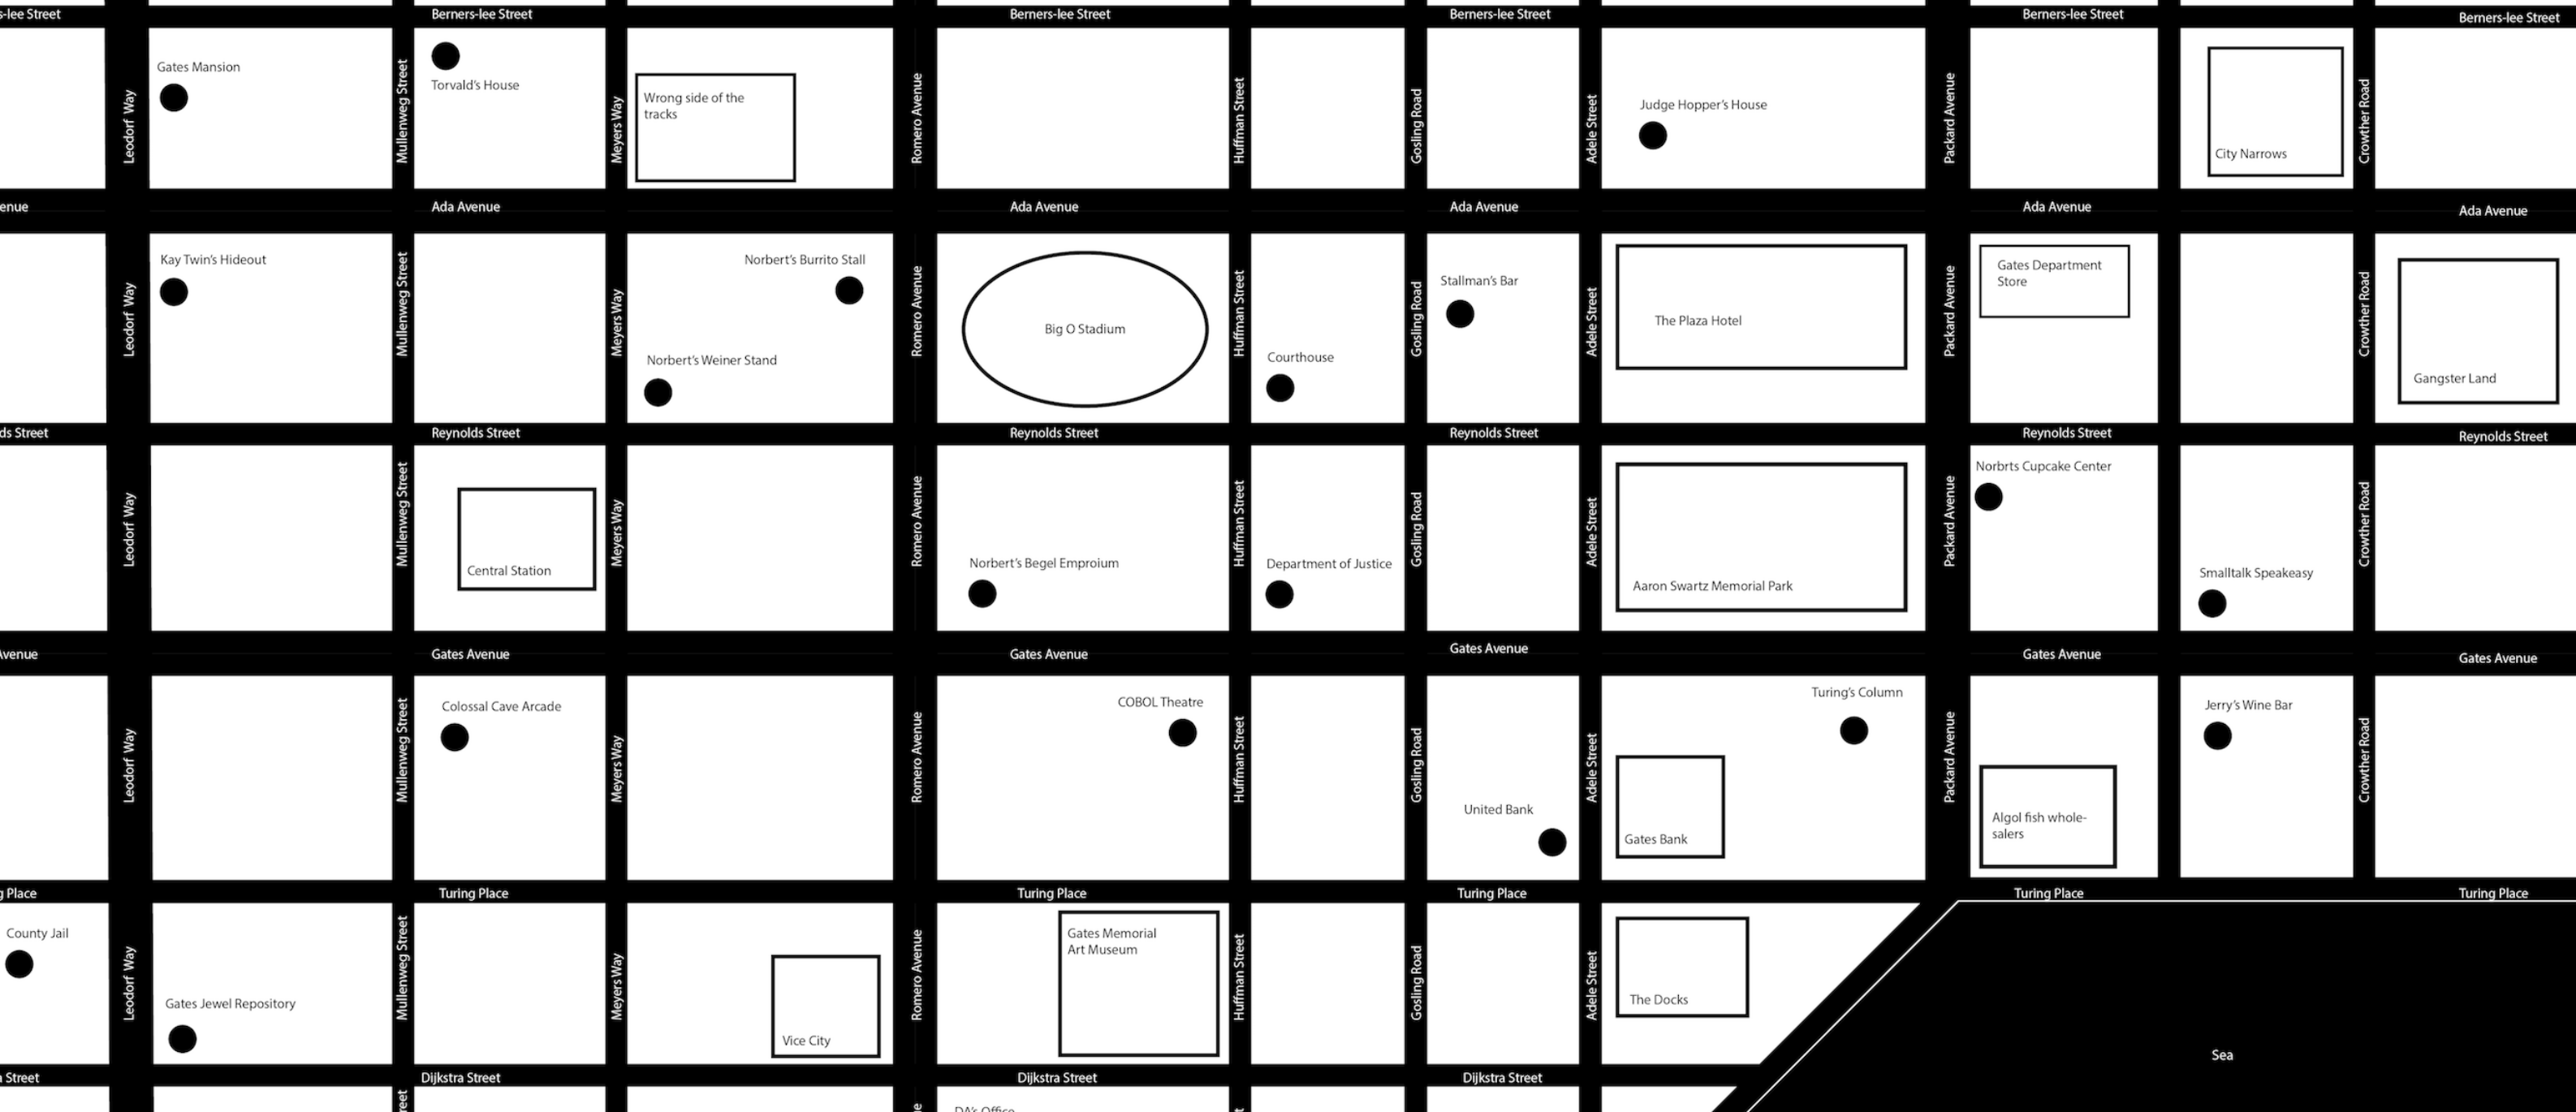 s-lee Street
Berners-lee Street
Berners-lee Street
Berners-lee Street
Berners-lee Street
Berners-lee Street
Gates Mansion
Torvald's House
Wrong side of the
tracks
Judge Hopper's House
City Narrows
Leodorf Way
Mullenweg Street
Meyers Way
Romero Avenue
Huffman Street
Gosling Road
Adele Street
Packard Avenue
Crowther Road
enue
Ada Avenue
Ada Avenue
Ada Avenue
Ada Avenue
Ada Avenue
Kay Twin's Hideout
Norbert's Burrito Stall
Norbert's Weiner Stand
Big O Stadium
Courthouse
Stallman's Bar
The Plaza Hotel
Gates Department
Store
Gangster Land
Leodorf Way
Mullenweg Street
Meyers Way
Romero Avenue
Huffman Street
Gosling Road
Adele Street
Packard Avenue
Crowther Road
ds Street
Reynolds Street
Reynolds Street
Reynolds Street
Reynolds Street
Reynolds Street
Central Station
Norbert's Begel Emproium
Department of Justice
Aaron Swartz Memorial Park
Norbrts Cupcake Center
Smalltalk Speakeasy
Leodorf Way
Mullenweg Street
Meyers Way
Romero Avenue
Huffman Street
Gosling Road
Adele Street
Packard Avenue
Crowther Road
Avenue
Gates Avenue
Gates Avenue
Gates Avenue
Gates Avenue
Gates Avenue
Colossal Cave Arcade
COBOL Theatre
United Bank
Gates Bank
Turing's Column
Algol fish whole-
salers
Jerry's Wine Bar
Leodorf Way
Mullenweg Street
Meyers Way
Romero Avenue
Huffman Street
Gosling Road
Adele Street
Packard Avenue
Crowther Road
g Place
Turing Place
Turing Place
Turing Place
Turing Place
Turing Place
County Jail
Gates Jewel Repository
Vice City
Gates Memorial
Art Museum
The Docks
Sea
Leodorf Way
Mullenweg Street
Meyers Way
Romero Avenue
Huffman Street
Gosling Road
Adele Street
a Street
Dijkstra Street
Dijkstra Street
Dijkstra Street
reet
DA's Office